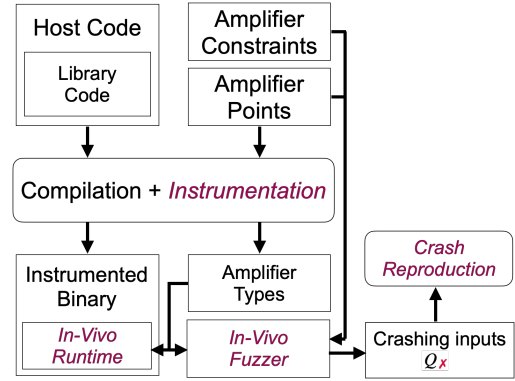 Host Code
Library
Code
Amplifier
Constraints
Amplifier
Points
Compilation + Instrumentation
Instrumented
Binary
In-Vivo
Runtime
Amplifier
Types
In-Vivo
Fuzzer
Crash
Reproduction
Crashing inputs
Q✗